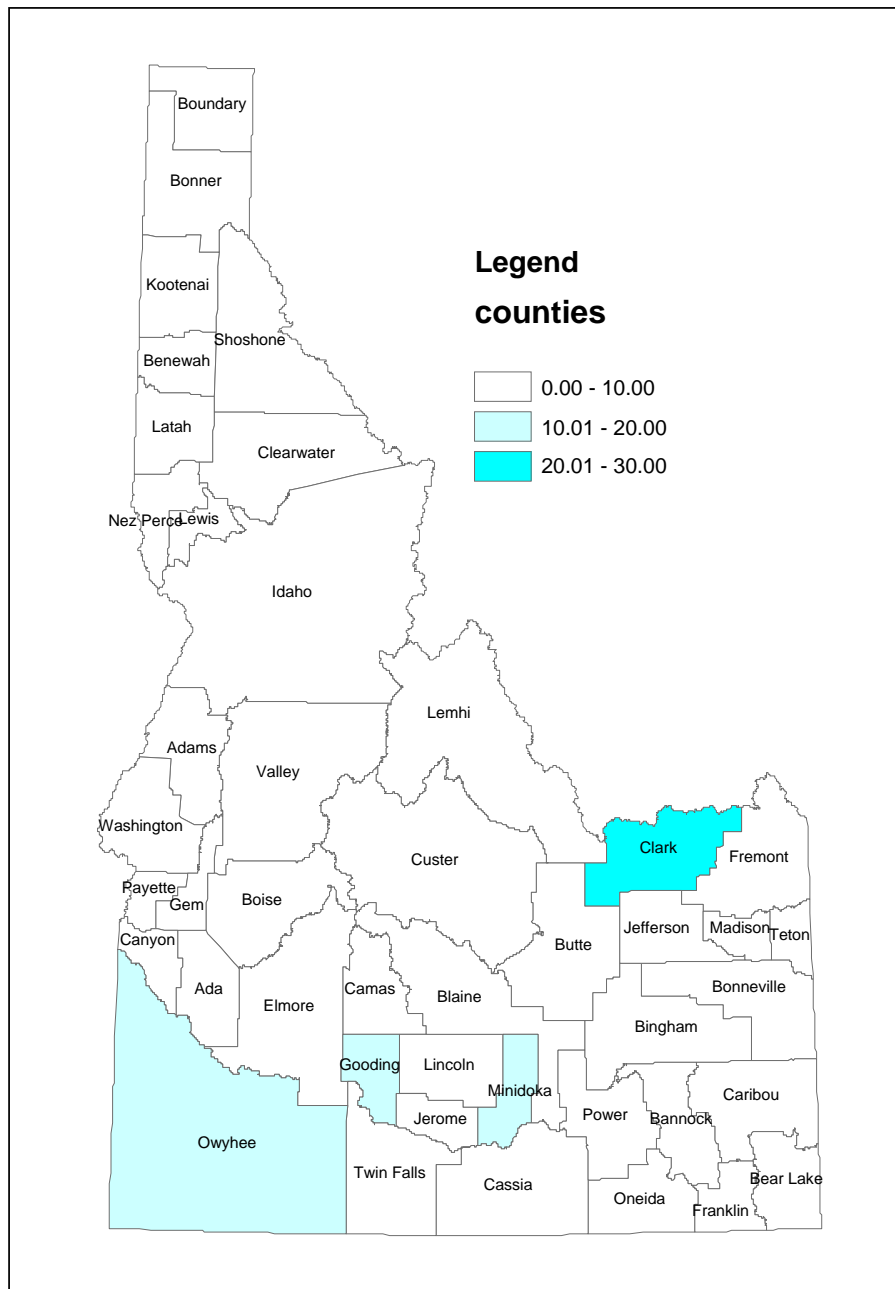 Boundary
Bonner
Legend
counties
Kootenai
Shoshone
Benewah
0.00 - 10.00
10.01 - 20.00
20.01 - 30.00
Latah
Clearwater
Nez Perce
Lewis
Idaho
Lemhi
Adams
Valley
Washington
Custer
Clark
Fremont
Payette
Gem
Boise
Canyon
Butte
Jefferson
Madison
Teton
Ada
Elmore
Camas
Blaine
Bonneville
Bingham
Gooding
Lincoln
Minidoka
Caribou
Jerome
Power
Bannock
Owyhee
Twin Falls
Cassia
Oneida
Bear Lake
Franklin